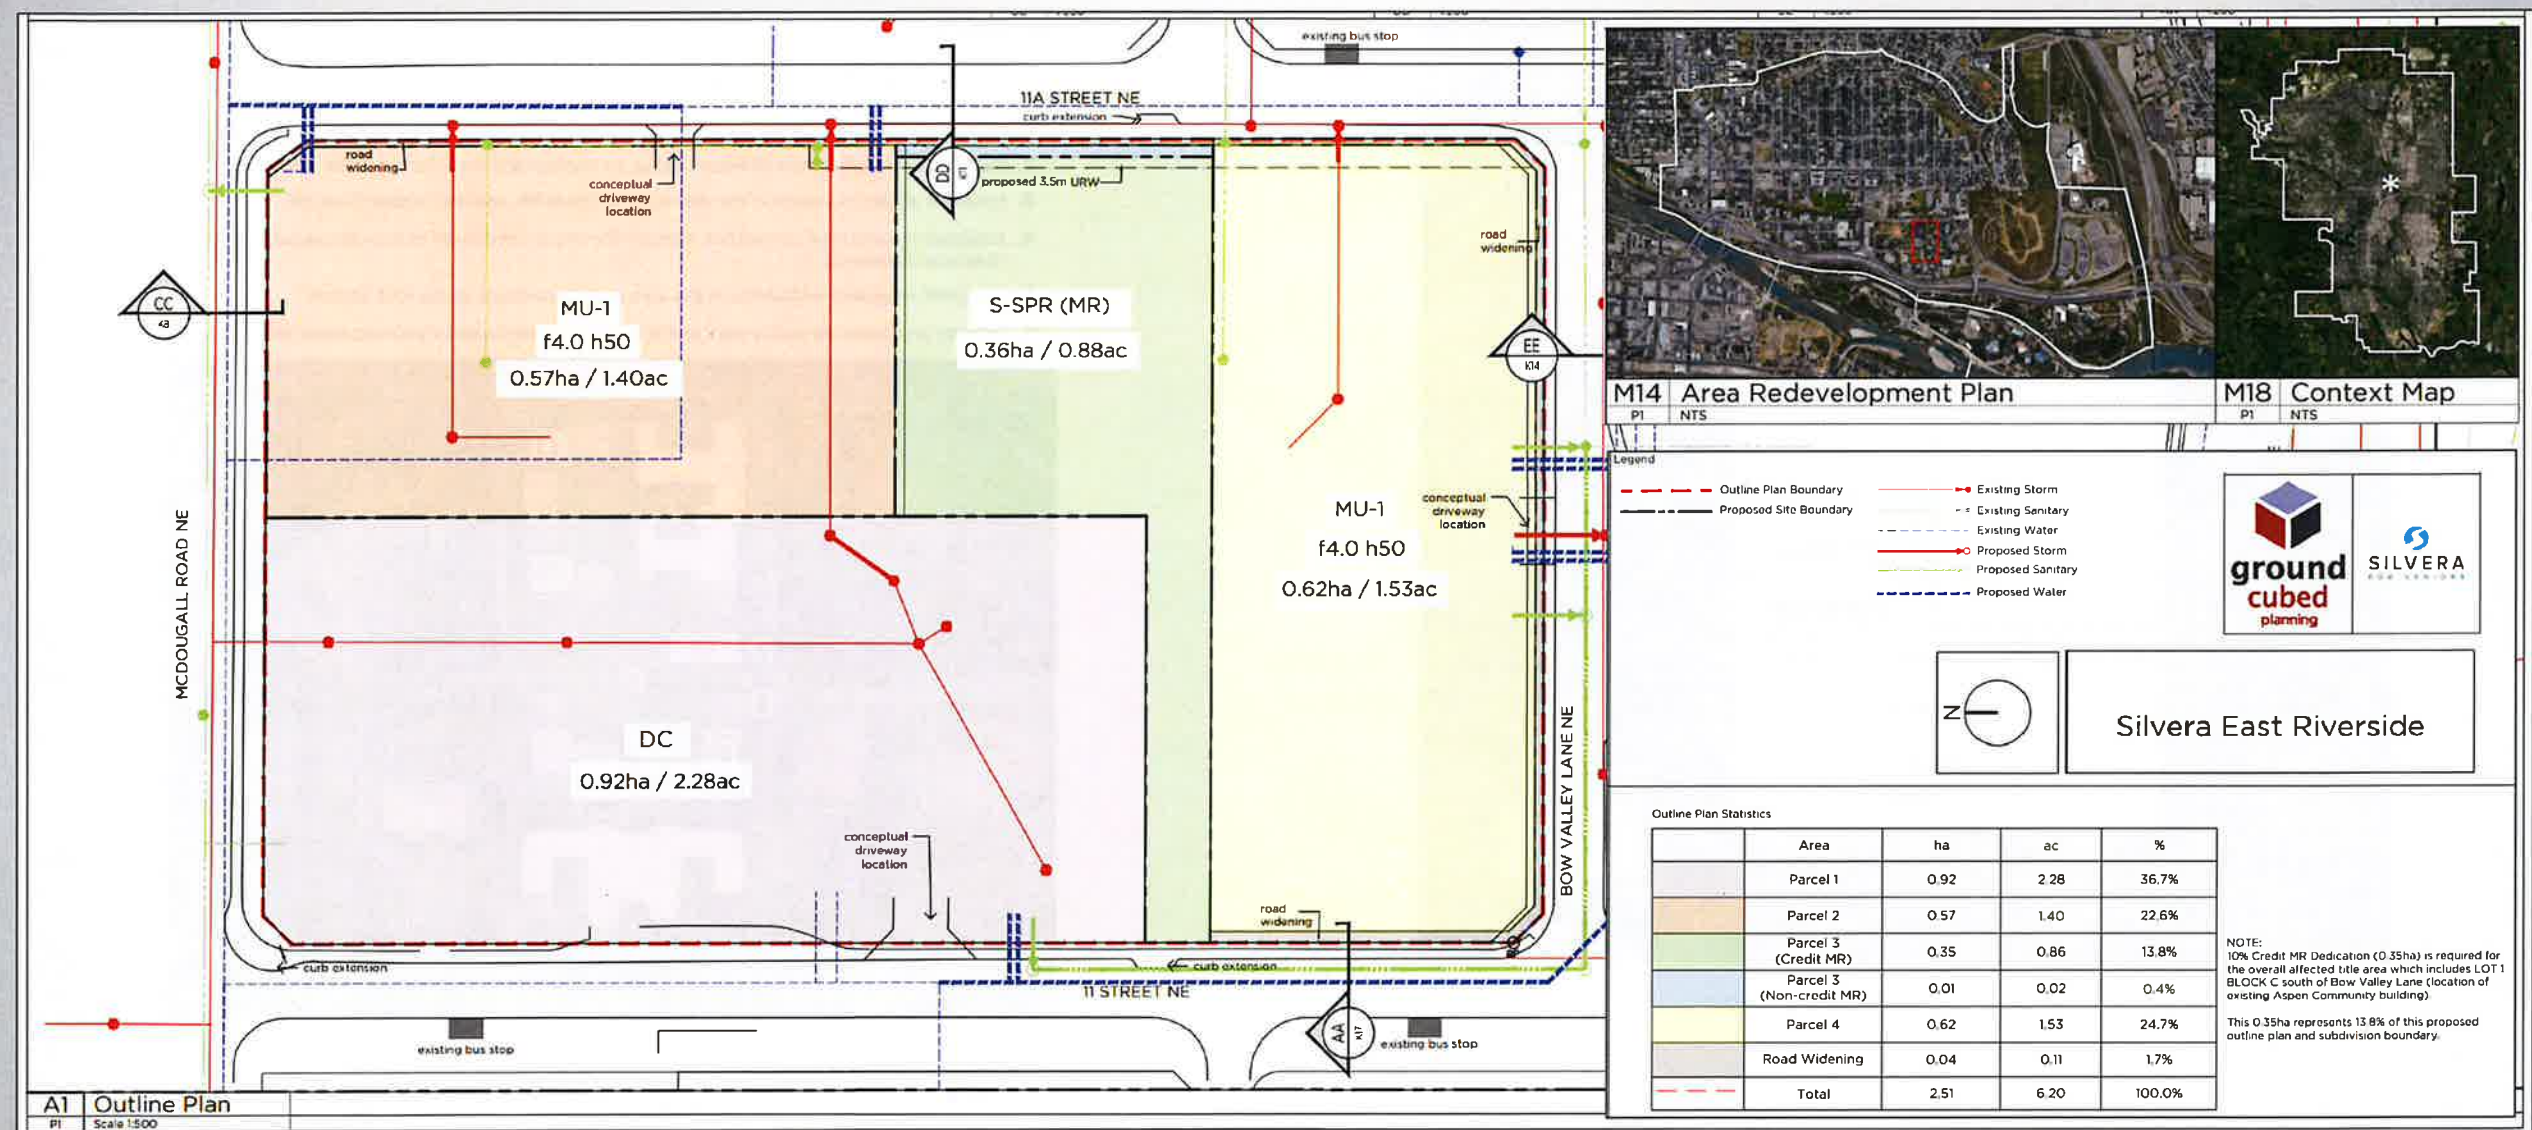 existing bus stop
11A STREET NE
curb extension
road
widening
conceptual
driveway
location
DD
proposed 3.5m URW
road
widening
CC
MU-1
f4.0 h50
0.57ha / 1.40ac
S-SPR (MR)
0.36ha / 0.88ac
EE
K14
MU-1
f4.0 h50
0.62ha / 1.53ac
conceptual
driveway
location
MCDOUGALL ROAD NE
DC
0.92ha / 2.28ac
conceptual
driveway
location
BOW VALLEY LANE NE
road
widening
curb extension
curb extension
11 STREET NE
AA
K17
existing bus stop
existing bus stop
A1 Outline Plan
P1 Scale 1:500
M14 Area Redevelopment Plan
P1 NTS
M18 Context Map
P1 NTS
Legend
Outline Plan Boundary
Proposed Site Boundary
Existing Storm
Existing Sanitary
Existing Water
Proposed Storm
Proposed Sanitary
Proposed Water
ground
cubed
planning
SILVERA
FOR SENIORS
N
Silvera East Riverside
Outline Plan Statistics
Area ha ac %
Parcel 1 0.92 2.28 36.7%
Parcel 2 0.57 1.40 22.6%
Parcel 3
(Credit MR) 0.35 0.86 13.8%
Parcel 3
(Non-credit MR) 0.01 0.02 0.4%
Parcel 4 0.62 1.53 24.7%
Road Widening 0.04 0.11 1.7%
Total 2.51 6.20 100.0%
NOTE:
10% Credit MR Dedication (0.35ha) is required for
the overall affected title area which includes LOT 1
BLOCK C south of Bow Valley Lane (location of
existing Aspen Community building)
This 0.35ha represents 13.8% of this proposed
outline plan and subdivision boundary.